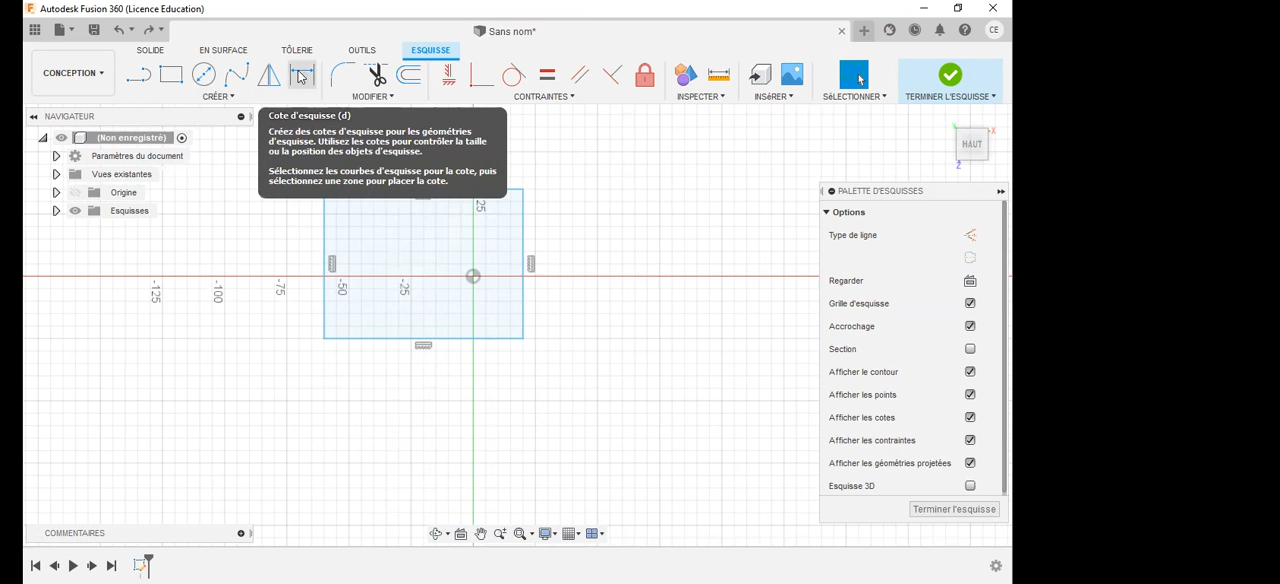 Autodesk Fusion 360 (Licence Education)
Sans nom*
CE
SOLIDE
EN SURFACE
TÔLERIE
OUTILS
ESQUISSE
CONCEPTION
CRÉER
MODIFIER
CONTRAINTES
INSPECTER
INSéRER
SéLECTIONNER
TERMINER L'ESQUISSE
NAVIGATEUR
(Non enregistré)
Paramètres du document
Vues existantes
Origine
Esquisses
Cote d'esquisse (d)
Créez des cotes d'esquisse pour les géométries
d'esquisse. Utilisez les cotes pour contrôler la taille
ou la position des objets d'esquisse.
Sélectionnez les courbes d'esquisse pour la cote, puis
sélectionnez une zone pour placer la cote.
HAUT
X
Z
25
-125
-100
-75
-50
-25
PALETTE D'ESQUISSES
Options
Type de ligne
Regarder
Grille d'esquisse
Accrochage
Section
Afficher le contour
Afficher les points
Afficher les cotes
Afficher les contraintes
Afficher les géométries projetées
Esquisse 3D
Terminer l'esquisse
COMMENTAIRES